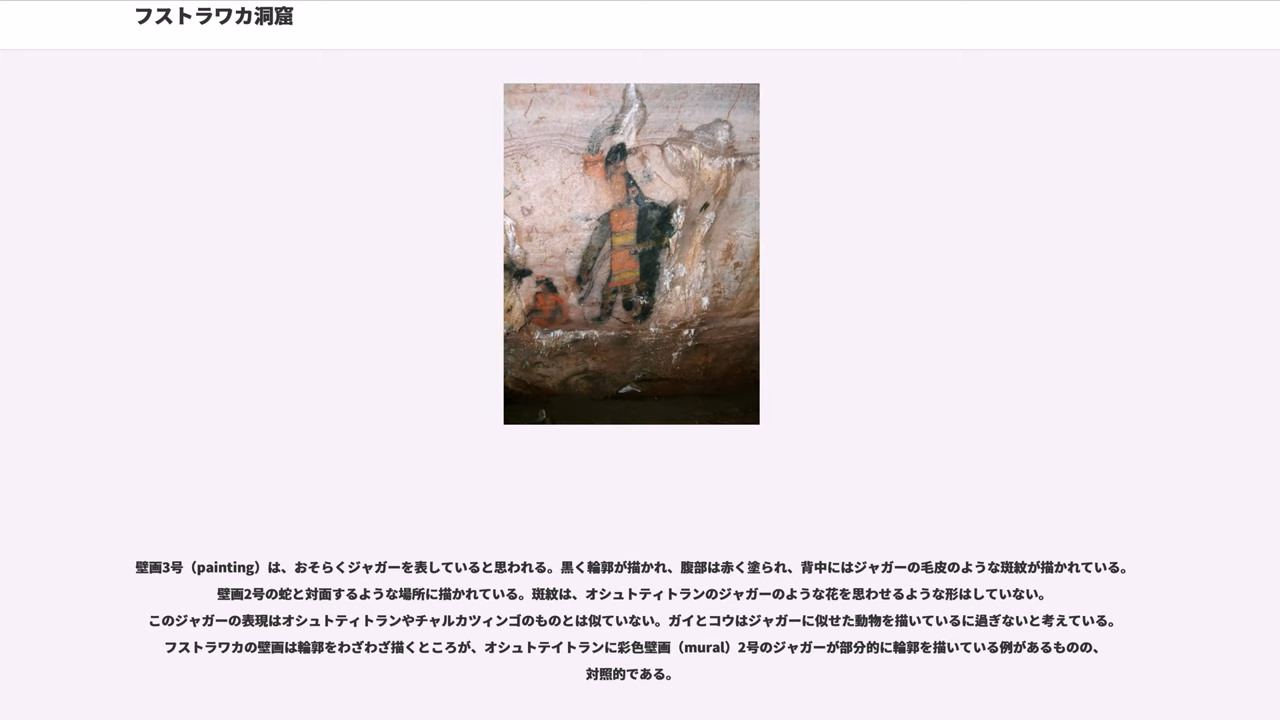 フストラワカ洞窟
壁画3号（painting）は、おそらくジャガーを表していると思われる。黒く輪郭が描かれ、腹部は赤く塗られ、背中にはジャガーの毛皮のような斑紋が描かれている。
壁画2号の蛇と対面するような場所に描かれている。斑紋は、オシュトティトランのジャガーのような花を思わせるような形はしていない。
このジャガーの表現はオシュトティトランやチャルカツィンゴのものとは似ていない。ガイとコウはジャガーに似せた動物を描いているに過ぎないと考えている。
フストラワカの壁画は輪郭をわざわざ描くところが、オシュトテイトランに彩色壁画（mural）2号のジャガーが部分的に輪郭を描いている例があるものの、
対照的である。